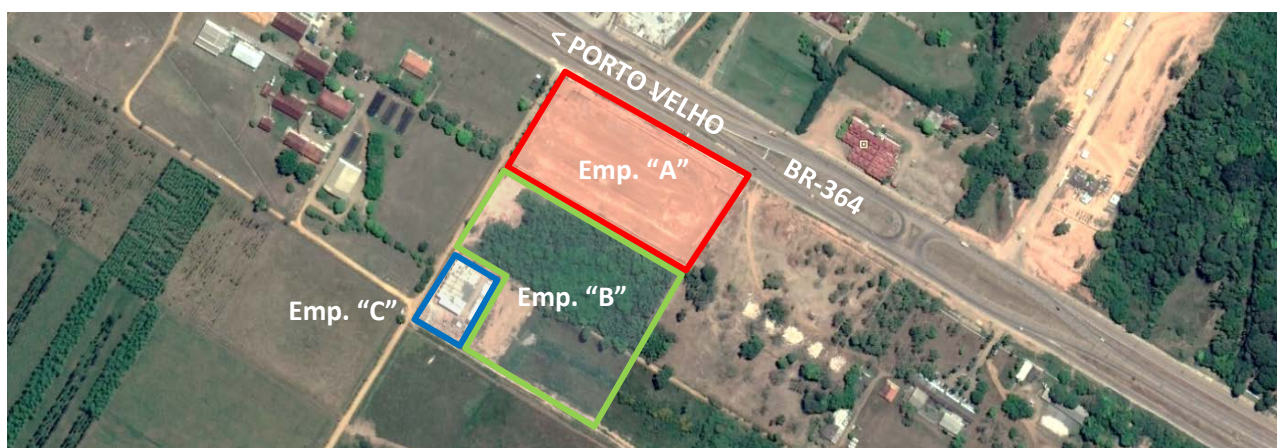 < PORTO VELHO
BR-364
Emp. “A”
Emp. “B”
Emp. “C”